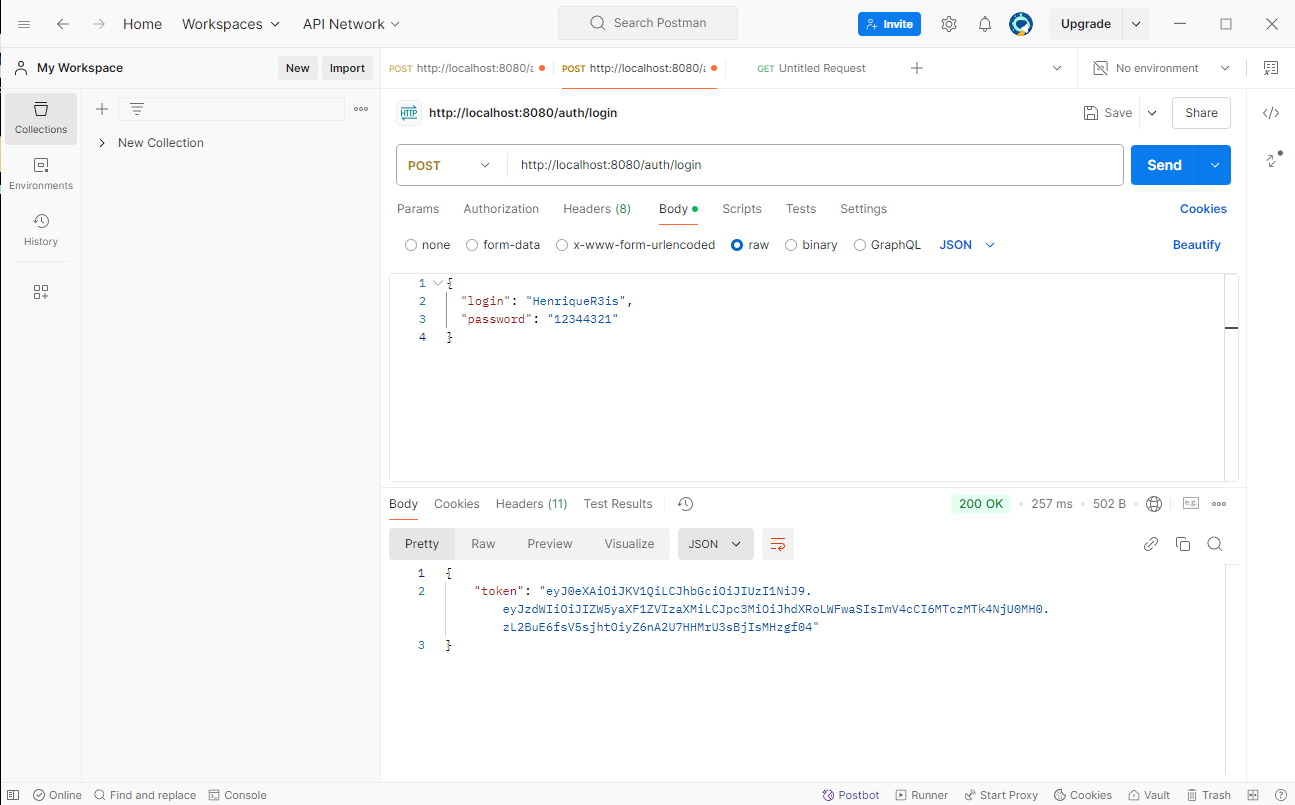 Home
Workspaces
API Network
Search Postman
Invite
Upgrade
My Workspace
New
Import
POST http://localhost:8080/a
POST http://localhost:8080/a
GET Untitled Request
No environment
Collections
Environments
History
New Collection
HTTP
http://localhost:8080/auth/login
Save
Share
POST
http://localhost:8080/auth/login
Send
Params
Authorization
Headers (8)
Body
Scripts
Tests
Settings
Cookies
none
form-data
x-www-form-urlencoded
raw
binary
GraphQL
JSON
Beautify
1 {
2 "login": "HenriqueR3is",
3 "password": "12344321"
4 }
Body
Cookies
Headers (11)
Test Results
200 OK
257 ms
502 B
e.g.
Pretty
Raw
Preview
Visualize
JSON
1 {
2 "token": "eyJ0eXAiOiJKV1QiLCJhbGciOiJIUzI1NiJ9.
eyJzdWIiOiJIZW5yaXF1ZVIzaXMiLCJpc3MiOiJhdXRoLWFwaSIsImV4cCI6MTczMTk4NjU0MH0.
zL2BuE6fsV5sjhtOiyZ6nA2U7HHMrU3sBjIsMHzgf04"
3 }
Online
Find and replace
Console
Postbot
Runner
Start Proxy
Cookies
Vault
Trash